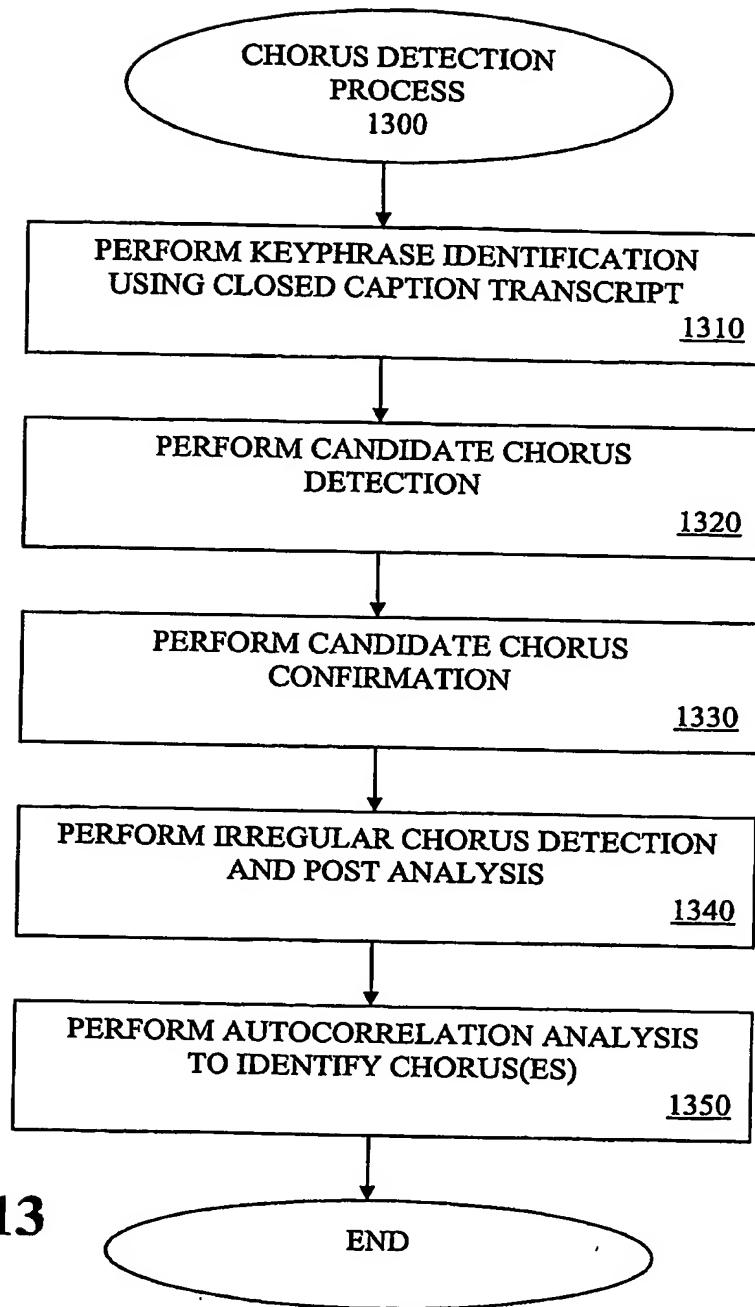 CHORUS DETECTION
PROCESS
1300
PERFORM KEYPHRASE IDENTIFICATION
USING CLOSED CAPTION TRANSCRIPT
1310
PERFORM CANDIDATE CHORUS
DETECTION
1320
PERFORM CANDIDATE CHORUS
CONFIRMATION
1330
PERFORM IRREGULAR CHORUS DETECTION
AND POST ANALYSIS
1340
PERFORM AUTOCORRELATION ANALYSIS
TO IDENTIFY CHORUS(ES)
1350
13
END